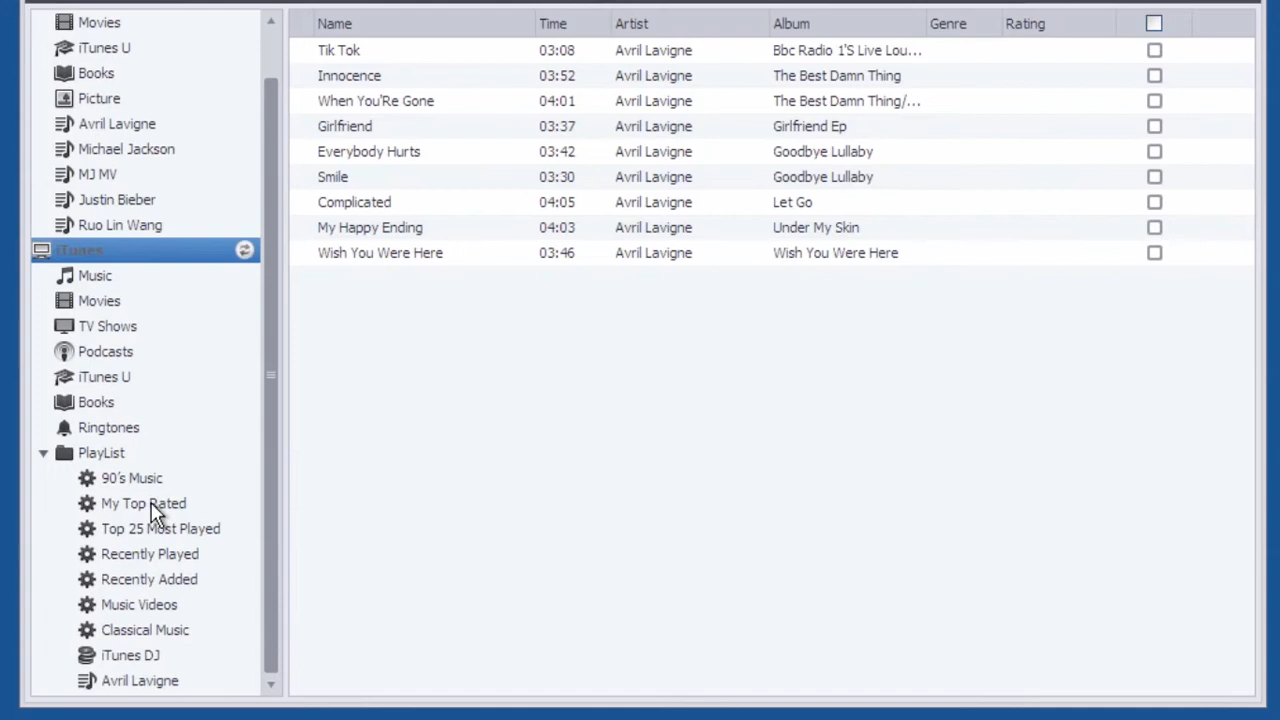 Movies
iTunes U
Books
Picture
Avril Lavigne
Michael Jackson
MJ MV
Justin Bieber
Ruo Lin Wang
iTunes
Music
Movies
TV Shows
Podcasts
iTunes U
Books
Ringtones
PlayList
90's Music
My Top Rated
Top 25 Most Played
Recently Played
Recently Added
Music Videos
Classical Music
iTunes DJ
Avril Lavigne
Name Time Artist Album Genre Rating
Tik Tok 03:08 Avril Lavigne Bbc Radio 1'S Live Lou...
Innocence 03:52 Avril Lavigne The Best Damn Thing
When You'Re Gone 04:01 Avril Lavigne The Best Damn Thing/...
Girlfriend 03:37 Avril Lavigne Girlfriend Ep
Everybody Hurts 03:42 Avril Lavigne Goodbye Lullaby
Smile 03:30 Avril Lavigne Goodbye Lullaby
Complicated 04:05 Avril Lavigne Let Go
My Happy Ending 04:03 Avril Lavigne Under My Skin
Wish You Were Here 03:46 Avril Lavigne Wish You Were Here